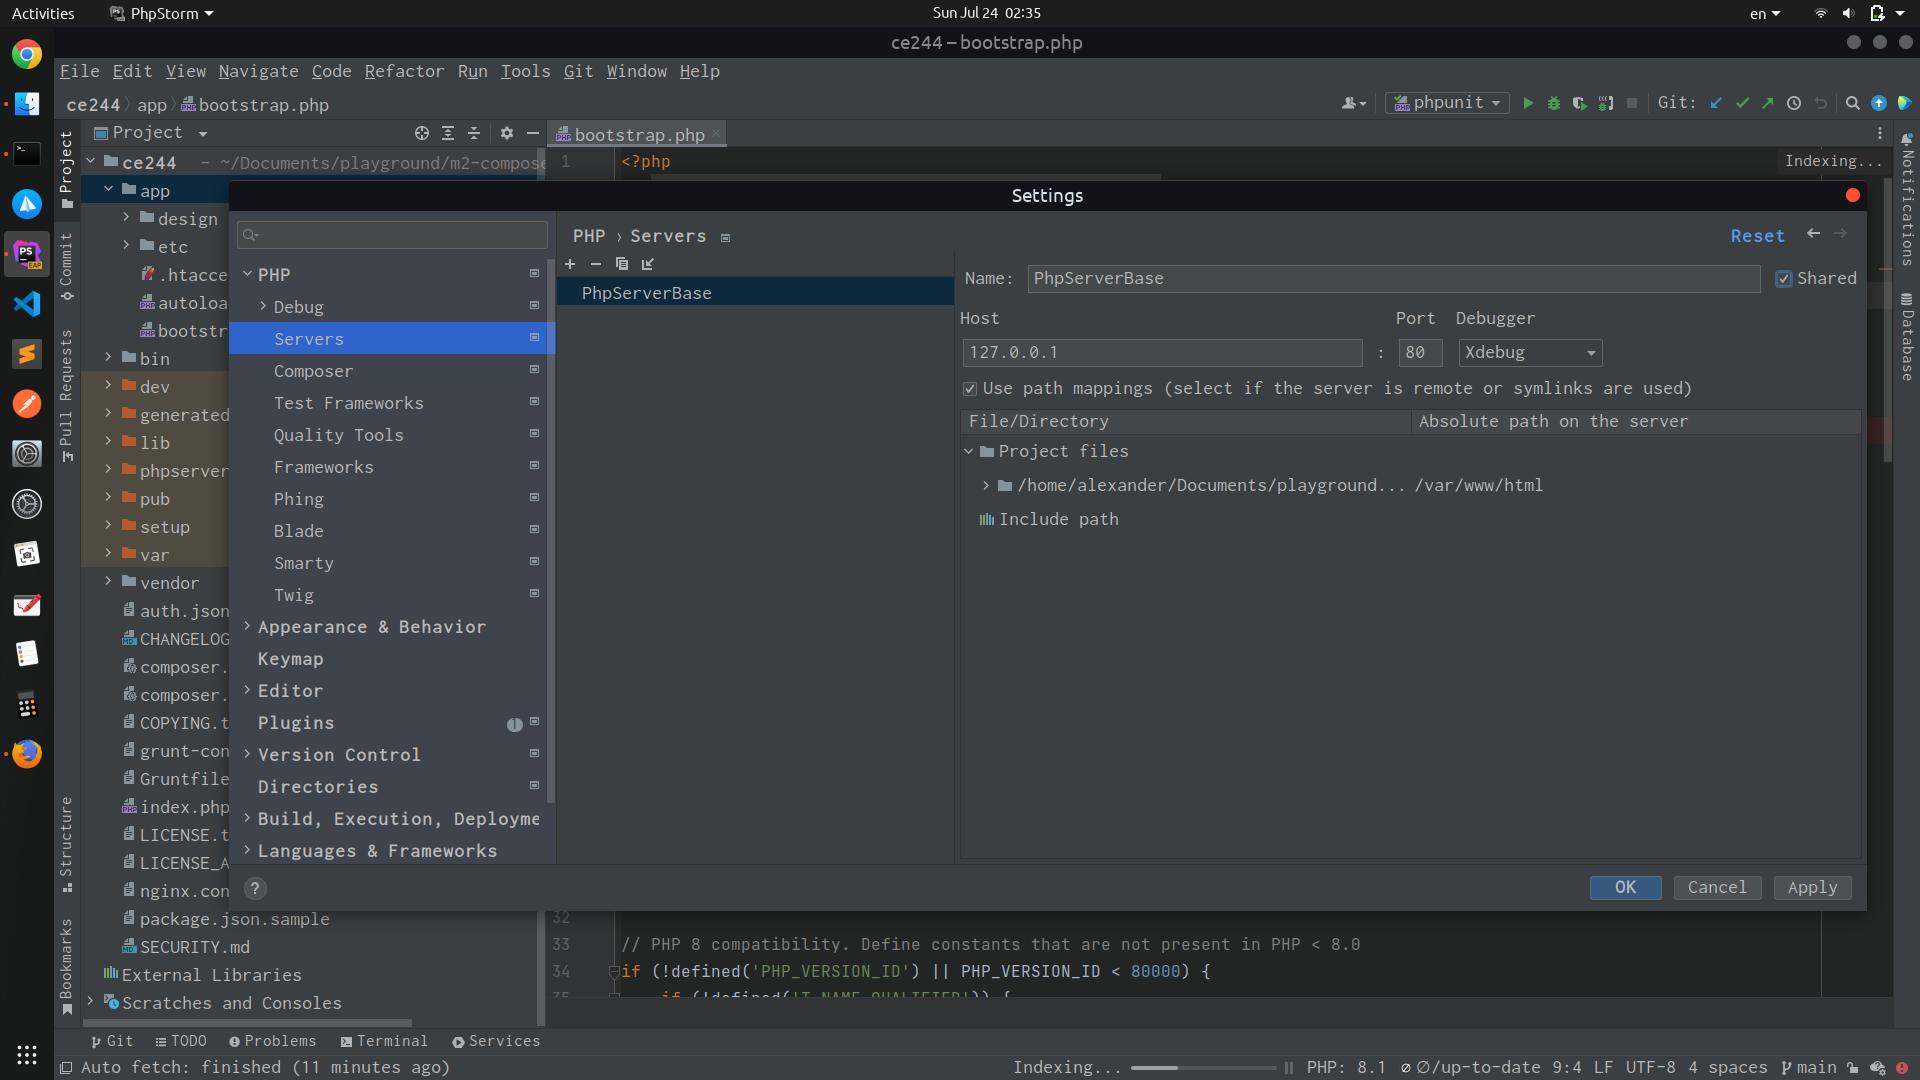 Activities
PhpStorm
Sun Jul 24 02:35
en
ce244 – bootstrap.php
File Edit View Navigate Code Refactor Run Tools Git Window Help
ce244 app bootstrap.php
phpunit
Git:
Project
bootstrap.php
ce244 – ~/Documents/playground/m2-compose
1 <?php
Indexing...
app
design
etc
.htacce
autoloa
bootstr
bin
dev
generated
lib
phpserver
pub
setup
var
vendor
auth.json
CHANGELOG
composer.
composer.
COPYING.t
grunt-con
Gruntfile
index.php
LICENSE.t
LICENSE_A
nginx.con
package.json.sample
SECURITY.md
External Libraries
Scratches and Consoles
Project
Commit
Pull Requests
Structure
Bookmarks
Notifications
Database
Settings
PHP
Debug
Servers
Composer
Test Frameworks
Quality Tools
Frameworks
Phing
Blade
Smarty
Twig
Appearance & Behavior
Keymap
Editor
Plugins 1
Version Control
Directories
Build, Execution, Deployme
Languages & Frameworks
PHP › Servers
Reset
PhpServerBase
Name: PhpServerBase Shared
Host Port Debugger
127.0.0.1 : 80 Xdebug
Use path mappings (select if the server is remote or symlinks are used)
File/Directory Absolute path on the server
Project files
/home/alexander/Documents/playground... /var/www/html
Include path
?
OK Cancel Apply
32
33 // PHP 8 compatibility. Define constants that are not present in PHP < 8.0
34 if (!defined('PHP_VERSION_ID') || PHP_VERSION_ID < 80000) {
35 if (!defined('T_NAME_QUALIFIED')) {
Git TODO Problems Terminal Services
Auto fetch: finished (11 minutes ago)
Indexing... PHP: 8.1 ∅/up-to-date 9:4 LF UTF-8 4 spaces main